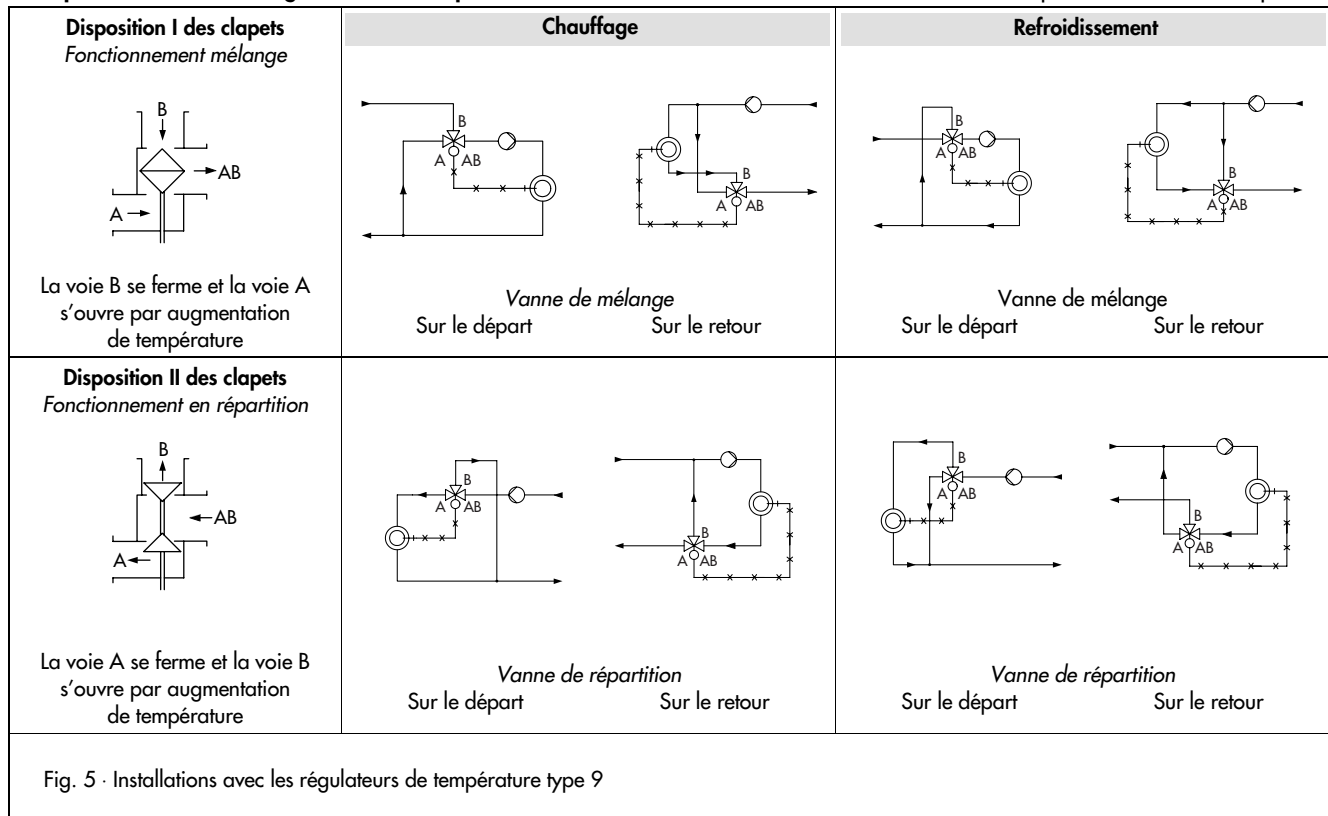 Disposition I des clapets
Fonctionnement mélange
B
AB
A
La voie B se ferme et la voie A
s'ouvre par augmentation
de température
Chauffage
B
A AB
B
A AB
Vanne de mélange
Sur le départ Sur le retour
Refroidissement
B
A AB
B
A AB
Vanne de mélange
Sur le départ Sur le retour
Disposition II des clapets
Fonctionnement en répartition
B
AB
A
La voie A se ferme et la voie B
s'ouvre par augmentation
de température
B
A AB
B
A AB
Vanne de répartition
Sur le départ Sur le retour
B
A AB
B
A AB
Vanne de répartition
Sur le départ Sur le retour
Fig. 5 · Installations avec les régulateurs de température type 9